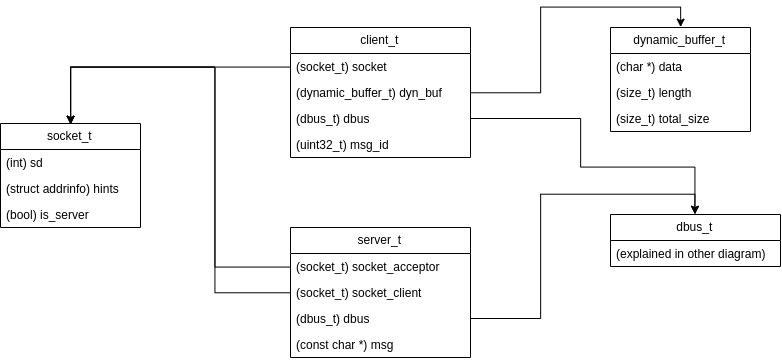 client_t
(socket_t) socket
(dynamic_buffer_t) dyn_buf
(dbus_t) dbus
(uint32_t) msg_id
dynamic_buffer_t
(char *) data
(size_t) length
(size_t) total_size
socket_t
(int) sd
(struct addrinfo) hints
(bool) is_server
server_t
(socket_t) socket_acceptor
(socket_t) socket_client
(dbus_t) dbus
(const char *) msg
dbus_t
(explained in other diagram)